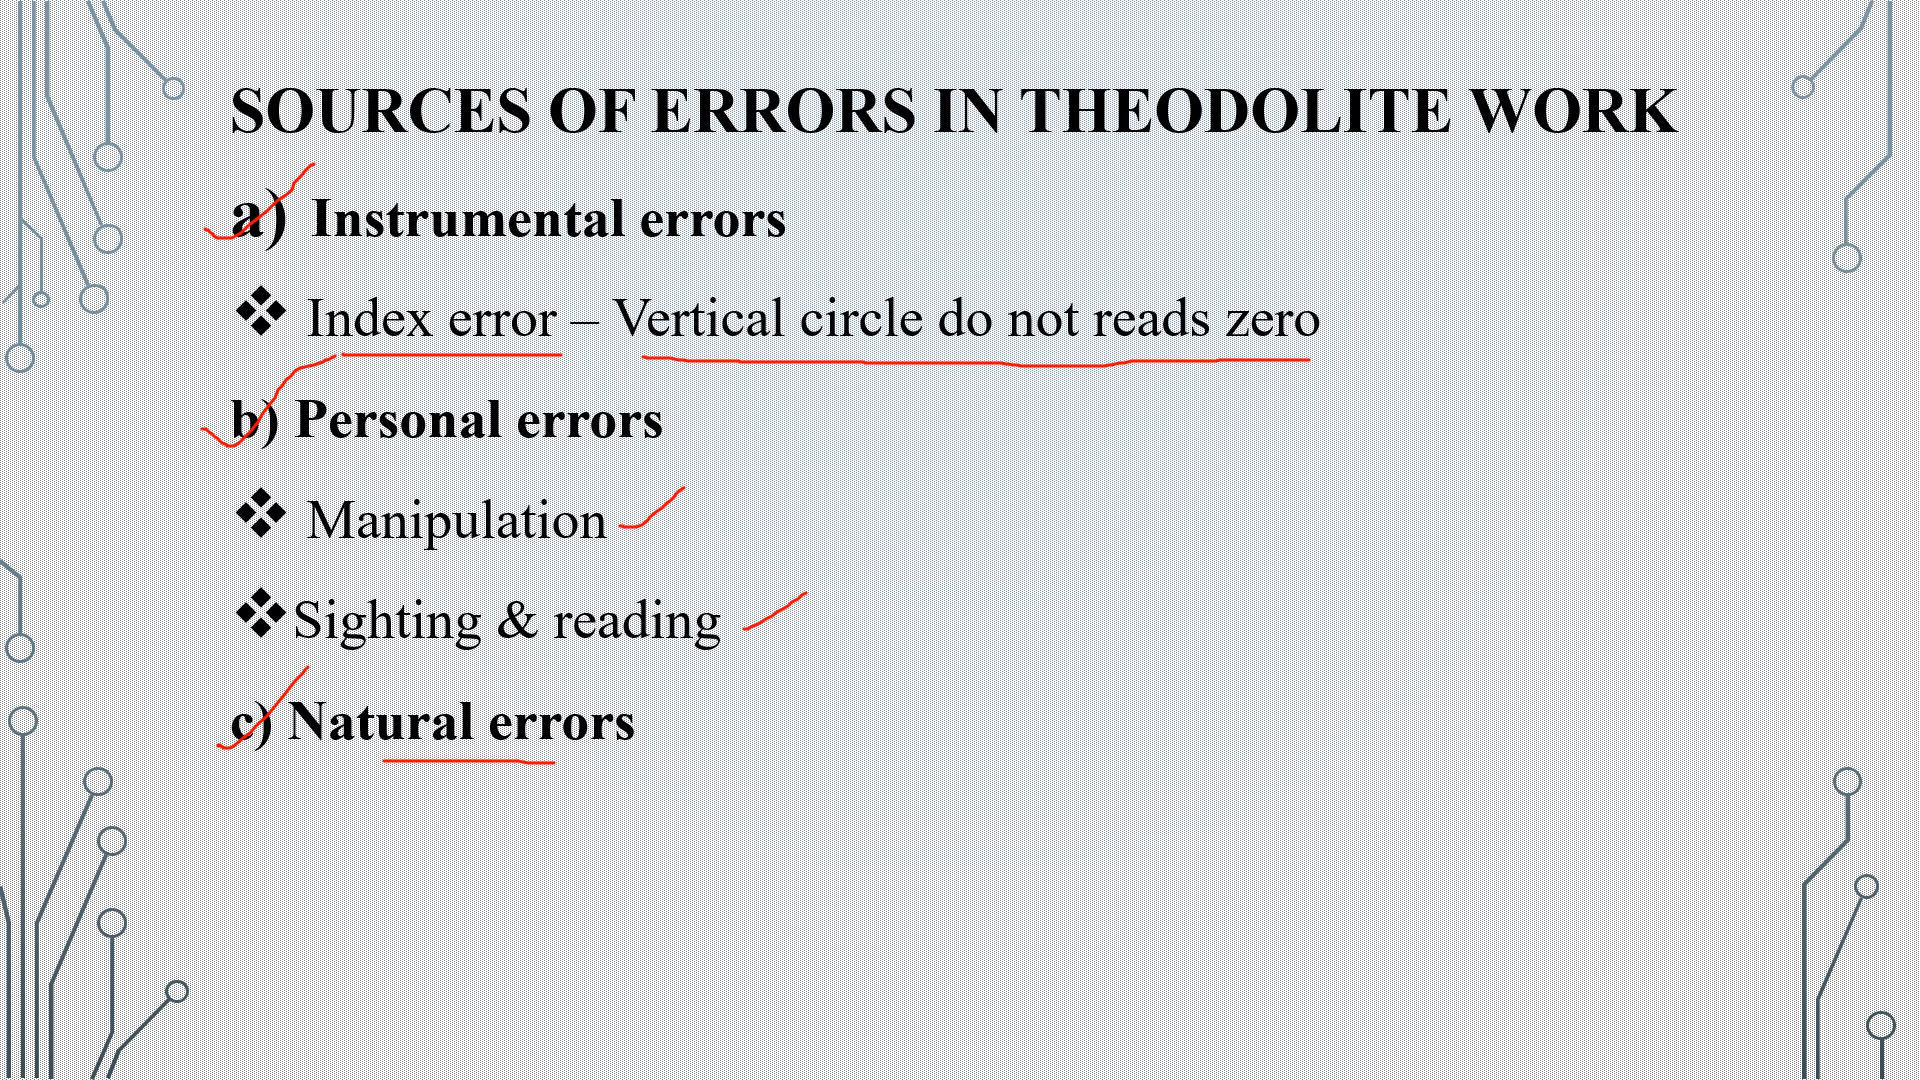 SOURCES OF ERRORS IN THEODOLITE WORK
a) Instrumental errors
❖ Index error – Vertical circle do not reads zero
b) Personal errors
❖ Manipulation
❖Sighting & reading
c) Natural errors